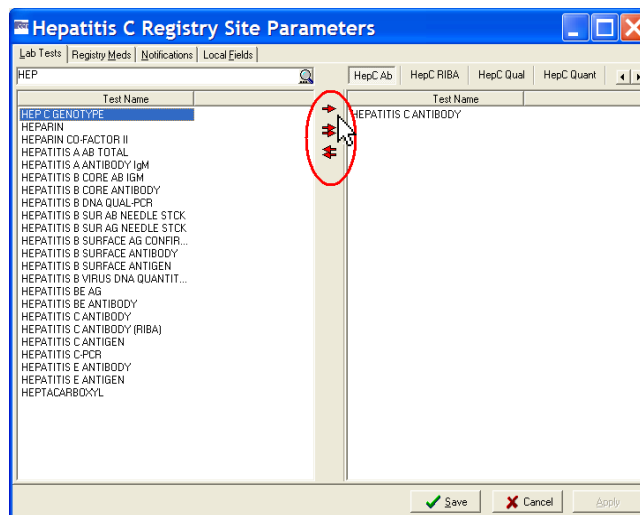 Hepatitis C Registry Site Parameters
Lab Tests Registry Meds Notifications Local Fields
HEP
HepC Ab HepC RIBA HepC Qual HepC Quant
Test Name
HEP C GENOTYPE
HEPARIN
HEPARIN CO-FACTOR II
HEPATITIS A AB TOTAL
HEPATITIS A ANTIBODY IgM
HEPATITIS B CORE AB IGM
HEPATITIS B CORE ANTIBODY
HEPATITIS B DNA QUAL-PCR
HEPATITIS B SUR AB NEEDLE STCK
HEPATITIS B SUR AG NEEDLE STCK
HEPATITIS B SURFACE AG CONFIR...
HEPATITIS B SURFACE ANTIBODY
HEPATITIS B SURFACE ANTIGEN
HEPATITIS B VIRUS DNA QUANTIT...
HEPATITIS BE AG
HEPATITIS BE ANTIBODY
HEPATITIS C ANTIBODY
HEPATITIS C ANTIBODY (RIBA)
HEPATITIS C ANTIGEN
HEPATITIS C-PCR
HEPATITIS E ANTIBODY
HEPATITIS E ANTIGEN
HEPTACARBOXYL
Test Name
HEPATITIS C ANTIBODY
Save Cancel Apply